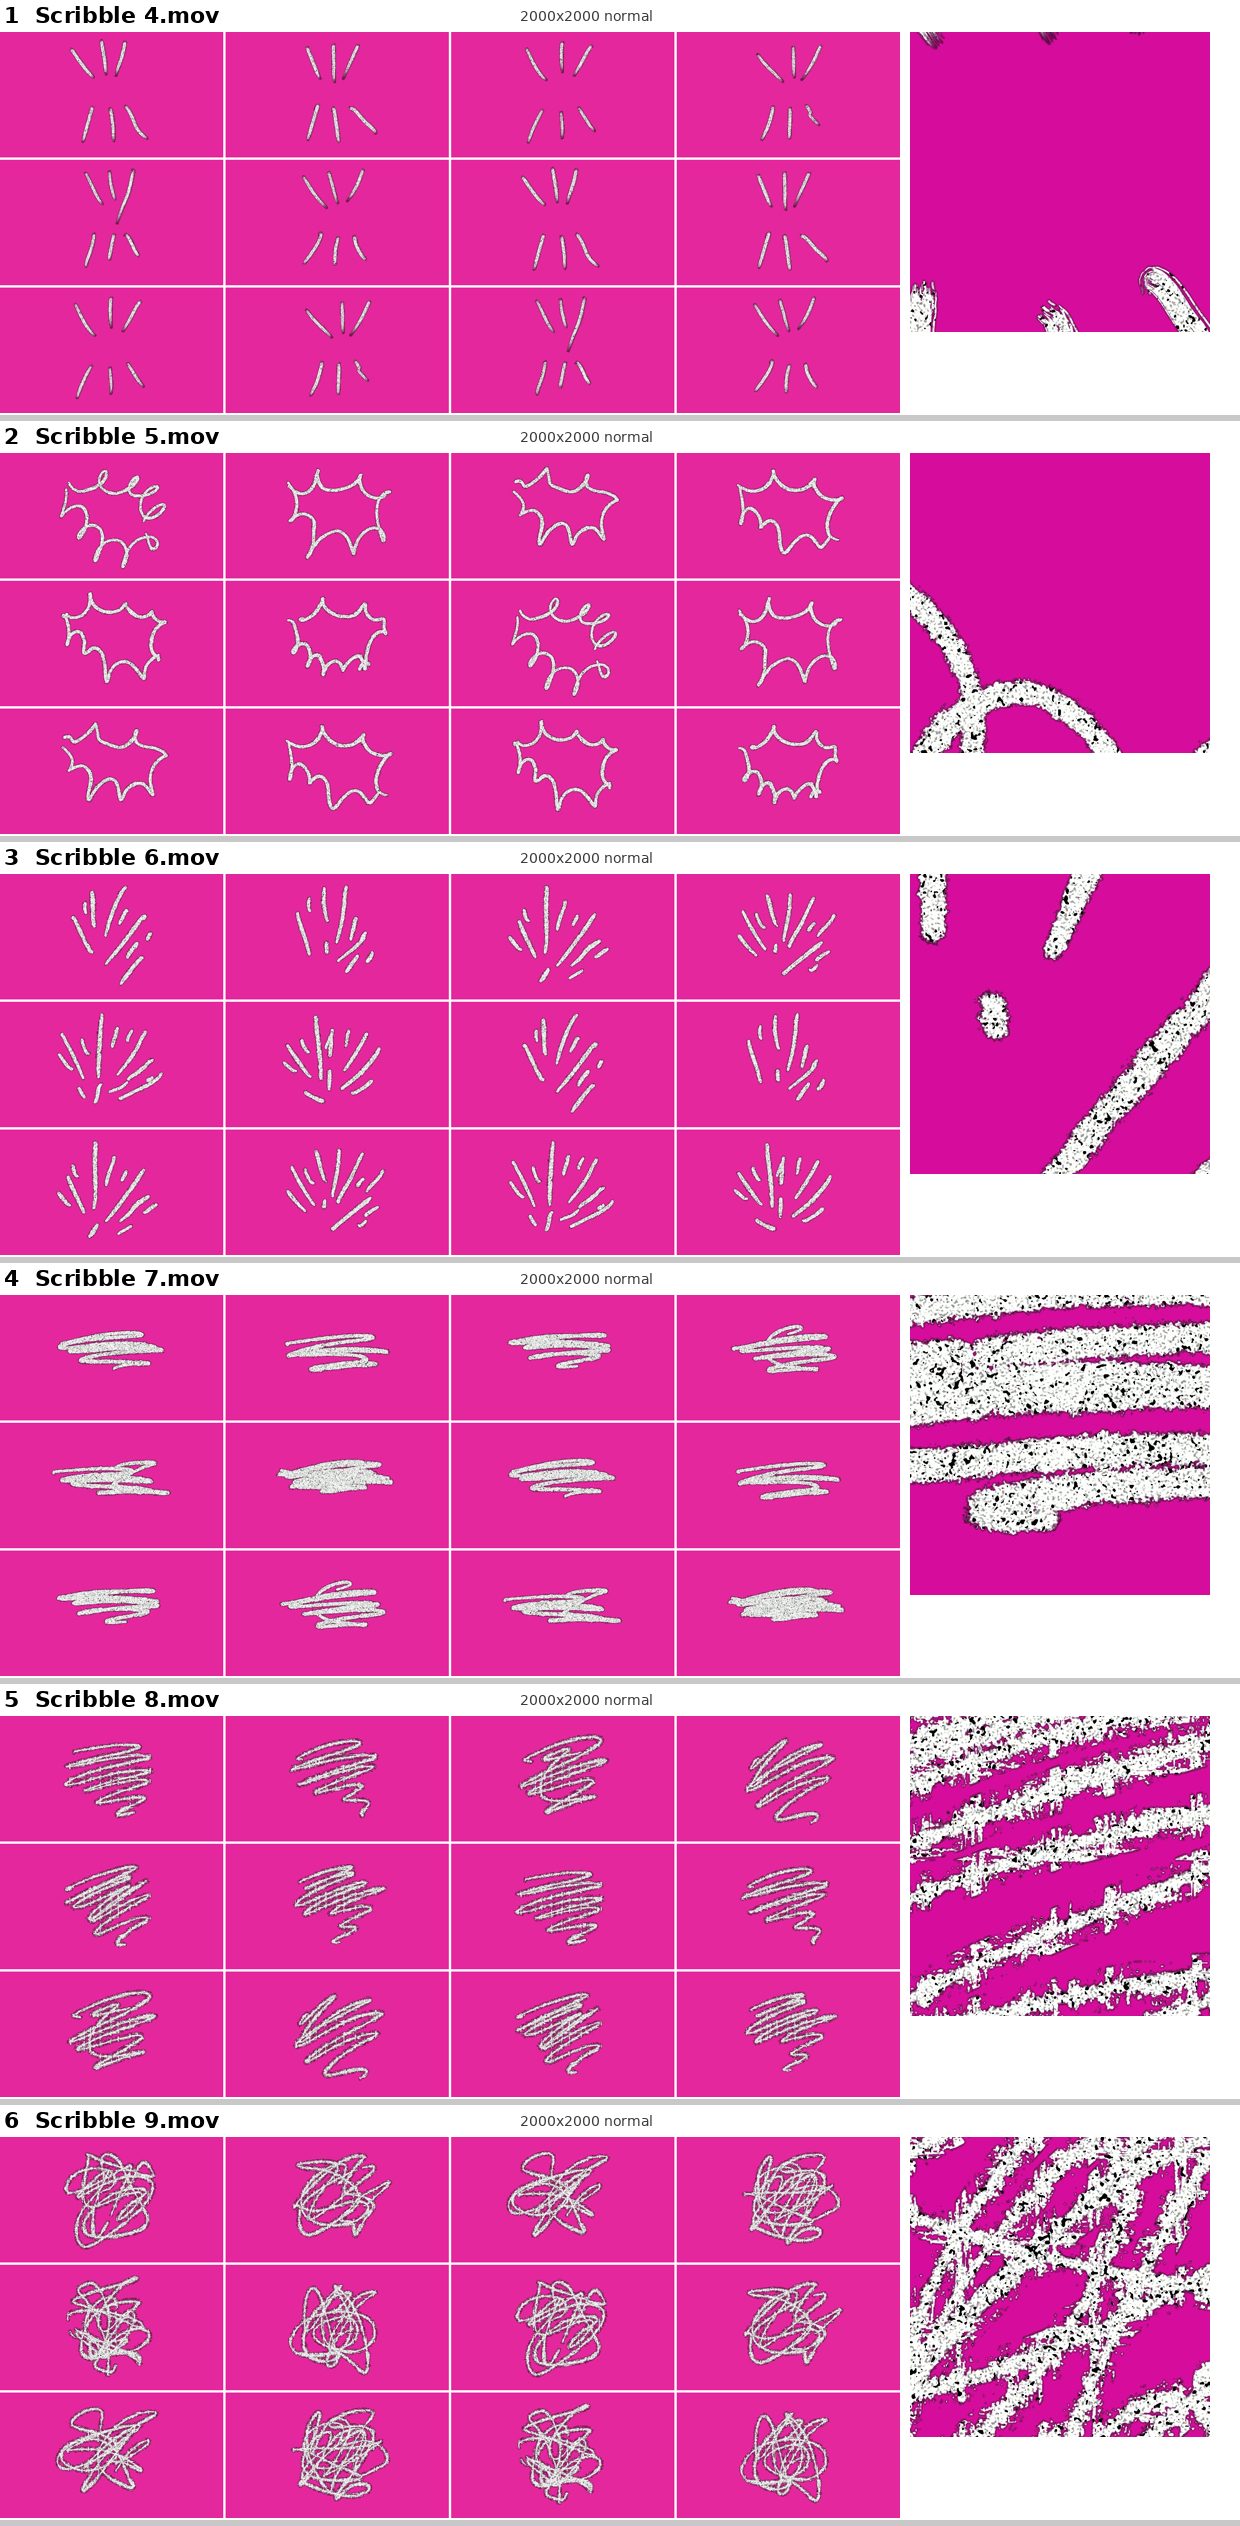 1 Scribble 4.mov 2000x2000 normal
2 Scribble 5.mov 2000x2000 normal
3 Scribble 6.mov 2000x2000 normal
4 Scribble 7.mov 2000x2000 normal
5 Scribble 8.mov 2000x2000 normal
6 Scribble 9.mov 2000x2000 normal